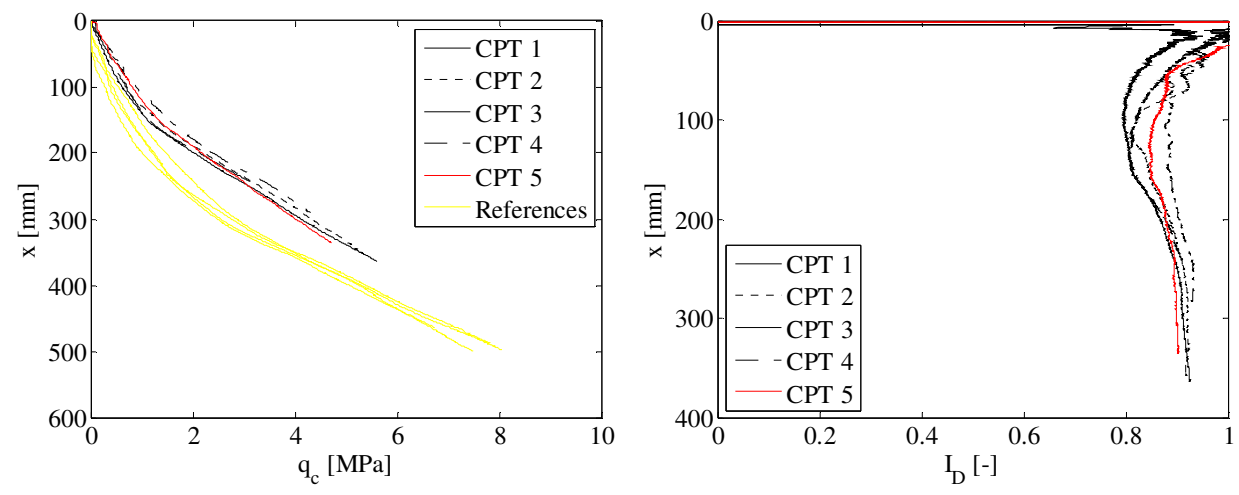 0
100
200
300
400
500
600
x [mm]
0 2 4 6 8 10
q_c [MPa]
CPT 1
CPT 2
CPT 3
CPT 4
CPT 5
References
0
100
200
300
400
x [mm]
0 0.2 0.4 0.6 0.8 1
I_D [-]
CPT 1
CPT 2
CPT 3
CPT 4
CPT 5